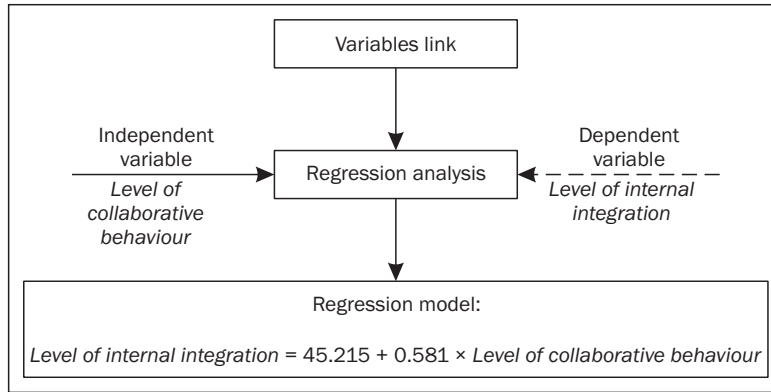 Variables link
Independent
variable
Level of
collaborative
behaviour
Regression analysis
Dependent
variable
Level of internal
integration
Regression model:
Level of internal integration = 45.215 + 0.581 × Level of collaborative behaviour